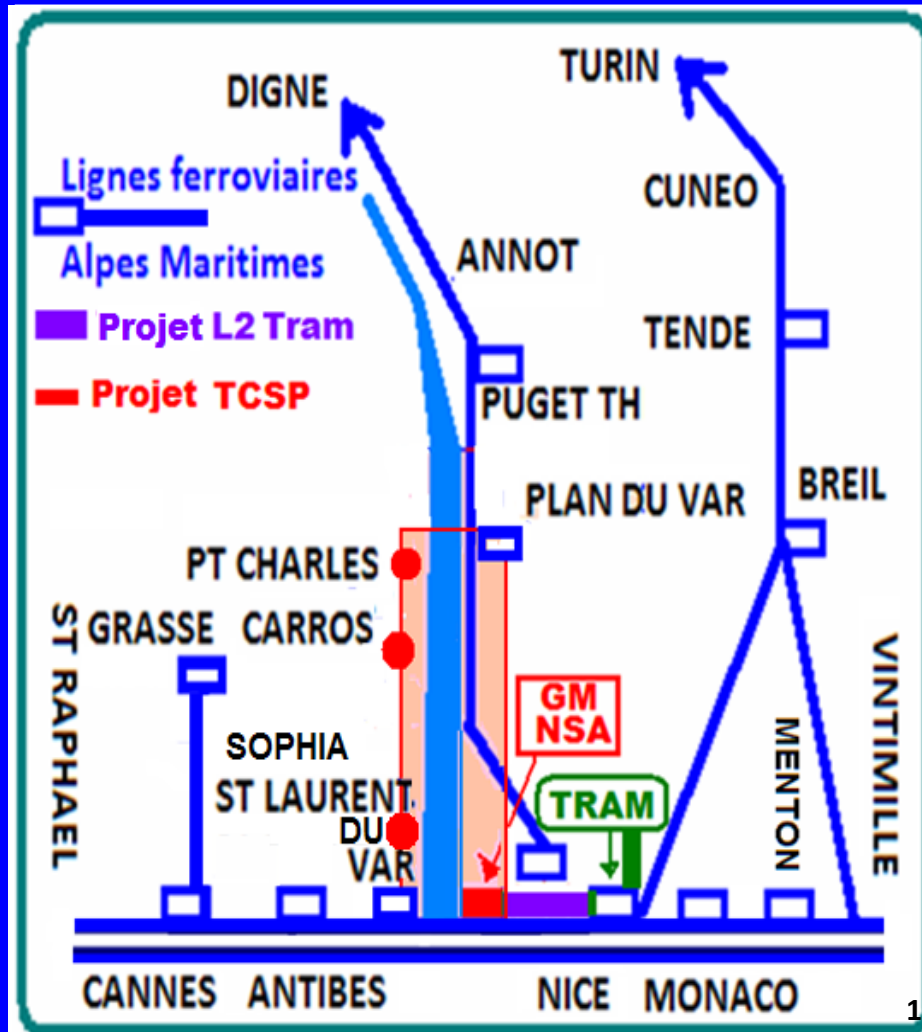 TURIN
DIGNE
Lignes ferroviaires
CUNEO
Alpes Maritimes
ANNOT
Projet L2 Tram
TENDE
Projet TCSP
PUGET TH
PLAN DU VAR
BREIL
PT CHARLES
ST RAPHAEL
GRASSE
CARROS
VINTIMILLE
GM
NSA
MENTON
SOPHIA
ST LAURENT
DU
VAR
TRAM
CANNES
ANTIBES
NICE
MONACO
1